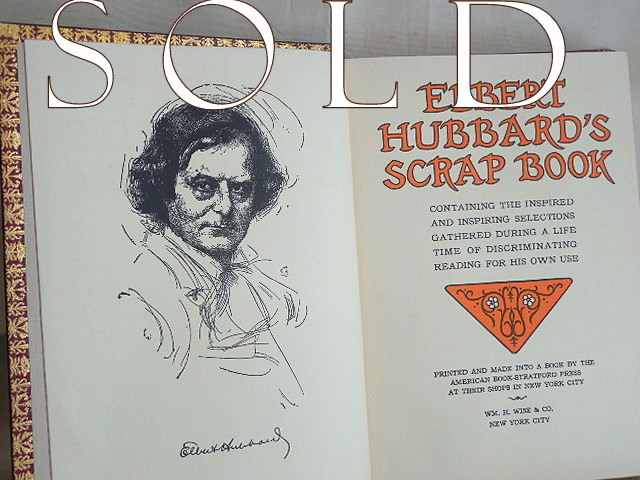 SOLD
ELBERT
HUBBARD'S
SCRAP BOOK
CONTAINING THE INSPIRED
AND INSPIRING SELECTIONS
GATHERED DURING A LIFE
TIME OF DISCRIMINATING
READING FOR HIS OWN USE
PRINTED AND MADE INTO A BOOK BY THE
AMERICAN BOOK-STRATFORD PRESS
AT THEIR SHOPS IN NEW YORK CITY
WM. H. WISE & CO.
NEW YORK CITY
Elbert Hubbard